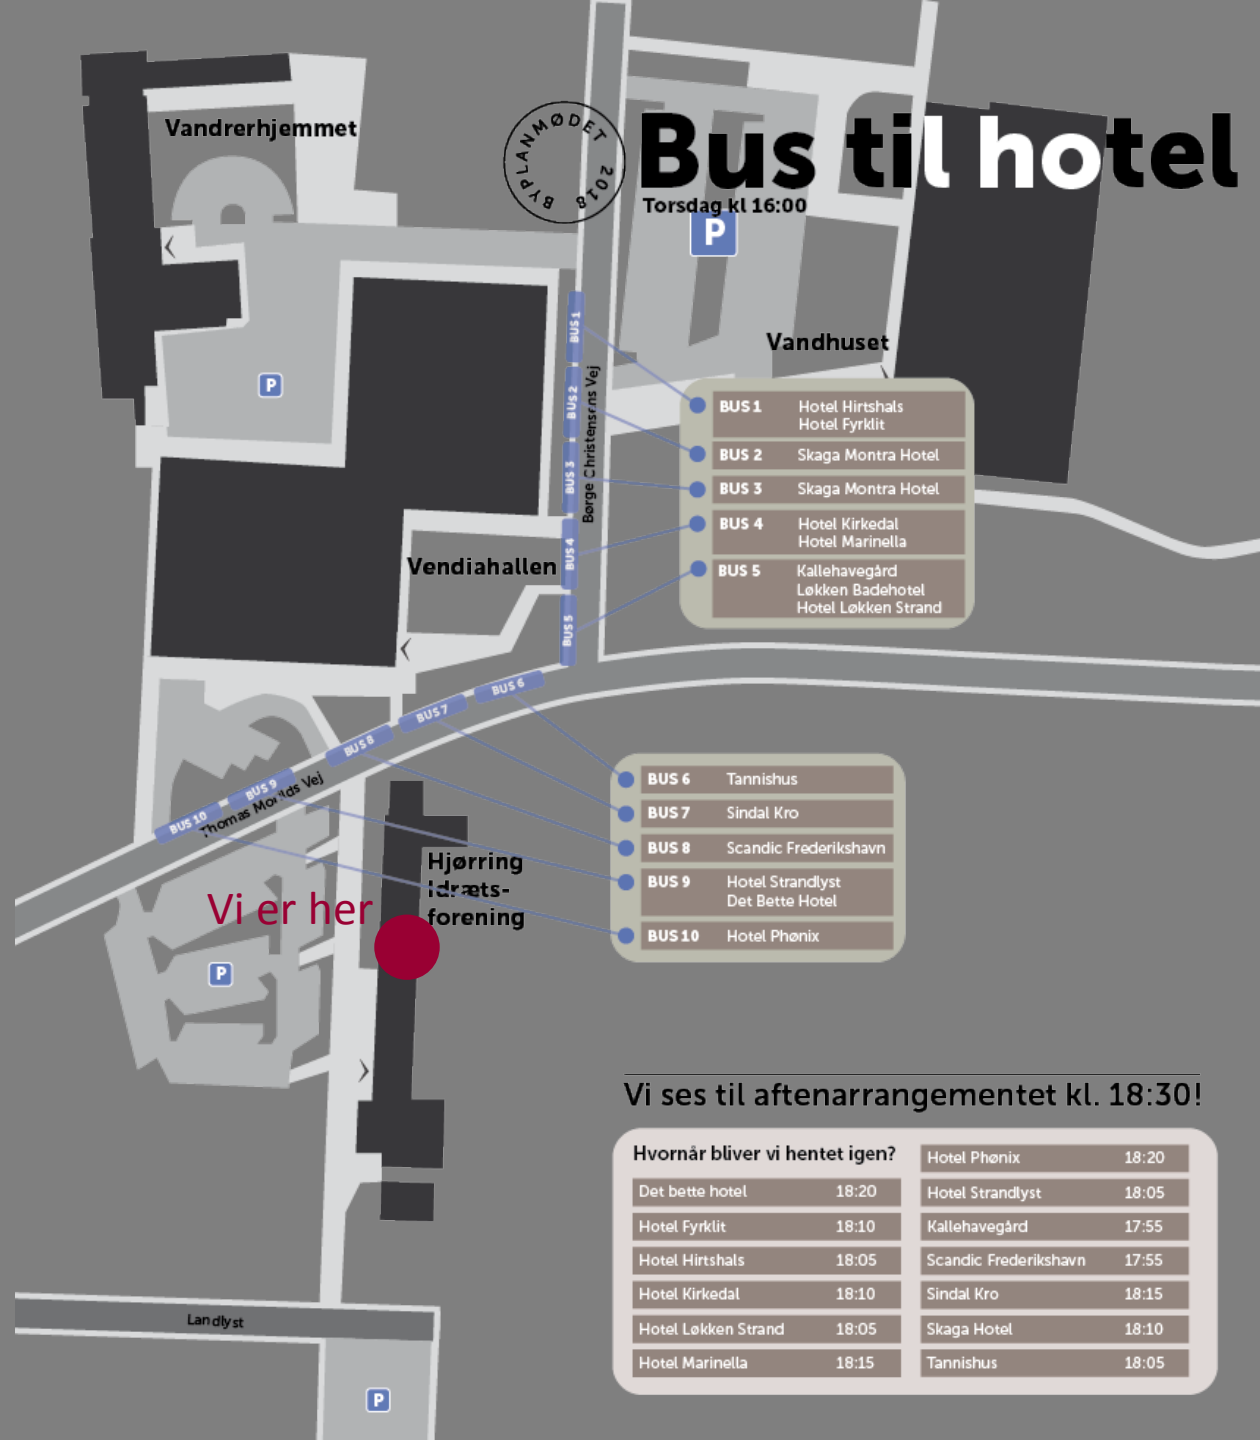 BYPLANMØDET 2018
Bus til hotel
Torsdag kl 16:00
Vandrerhjemmet
P
P
Vandhuset
BUS 1
BUS 2
BUS 3
BUS 4
BUS 5
Børge Christensens Vej
BUS 1 Hotel Hirtshals
Hotel Fyrklit
BUS 2 Skaga Montra Hotel
BUS 3 Skaga Montra Hotel
BUS 4 Hotel Kirkedal
Hotel Marinella
BUS 5 Kallehavegård
Løkken Badehotel
Hotel Løkken Strand
Vendiahallen
BUS 6
BUS 7
BUS 8
BUS 9
BUS 10
Thomas Morilds Vej
BUS 6 Tannishus
BUS 7 Sindal Kro
BUS 8 Scandic Frederikshavn
BUS 9 Hotel Strandlyst
Det Bette Hotel
BUS 10 Hotel Phønix
Hjørring
Idræts-
forening
Vi er her
P
Vi ses til aftenarrangementet kl. 18:30!
Hvornår bliver vi hentet igen?
Det bette hotel 18:20
Hotel Fyrklit 18:10
Hotel Hirtshals 18:05
Hotel Kirkedal 18:10
Hotel Løkken Strand 18:05
Hotel Marinella 18:15
Hotel Phønix 18:20
Hotel Strandlyst 18:05
Kallehavegård 17:55
Scandic Frederikshavn 17:55
Sindal Kro 18:15
Skaga Hotel 18:10
Tannishus 18:05
Landlyst
P